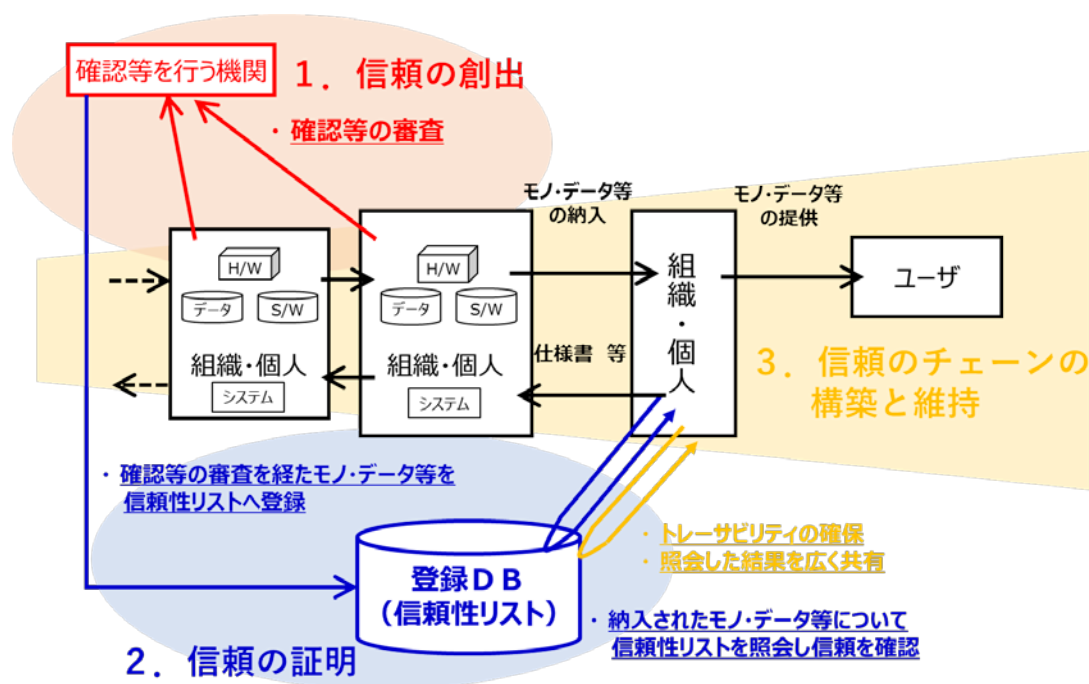 確認等を行う機関
1．信頼の創出
・確認等の審査
モノ・データ等
の納入
モノ・データ等
の提供
H/W
データ
S/W
組織・個人
システム
H/W
データ
S/W
組織・個人
システム
仕様書 等
組織・個人
ユーザ
3．信頼のチェーンの
構築と維持
・確認等の審査を経たモノ・データ等を
信頼性リストへ登録
・トレーサビリティの確保
・照会した結果を広く共有
登録DB
（信頼性リスト）
・納入されたモノ・データ等について
信頼性リストを照会し信頼を確認
2．信頼の証明